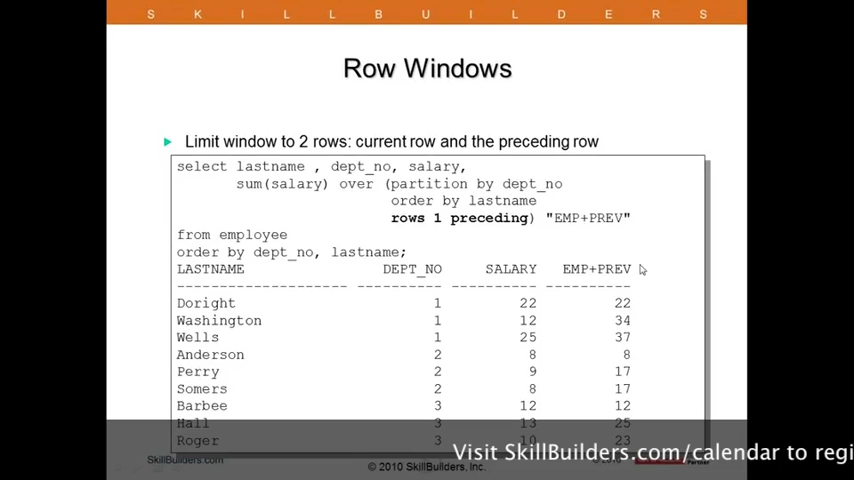 S K I L L B U I L D E R S
Row Windows
Limit window to 2 rows: current row and the preceding row
select lastname , dept_no, salary,
sum(salary) over (partition by dept_no
order by lastname
rows 1 preceding) "EMP+PREV"
from employee
order by dept_no, lastname;
LASTNAME DEPT_NO SALARY EMP+PREV
-------------------- ---------- ---------- ----------
Doright 1 22 22
Washington 1 12 34
Wells 1 25 37
Anderson 2 8 8
Perry 2 9 17
Somers 2 8 17
Barbee 3 12 12
Hall 3 13 25
Roger 3 10 23
Visit SkillBuilders.com/calendar to regi
SkillBuilders.com
© 2010 SkillBuilders, Inc.
© 2010
Partner